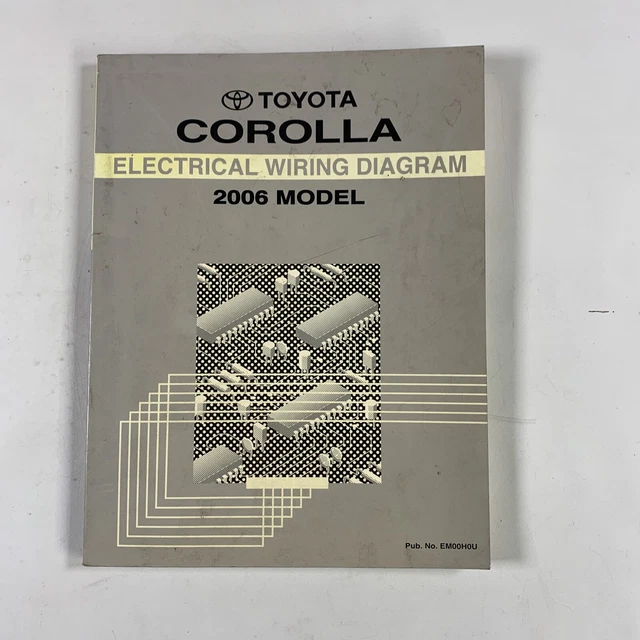 TOYOTA
COROLLA
ELECTRICAL WIRING DIAGRAM
2006 MODEL
Pub. No. EM00H0U